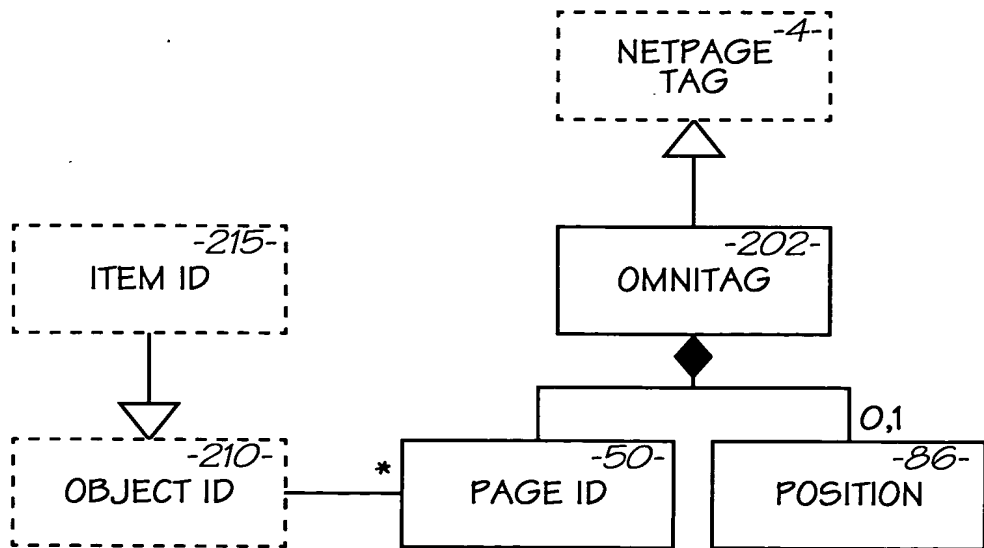 -4-
NETPAGE
TAG
-215-
ITEM ID
-202-
OMNITAG
0,1
-210-
OBJECT ID
*
-50-
PAGE ID
-86-
POSITION